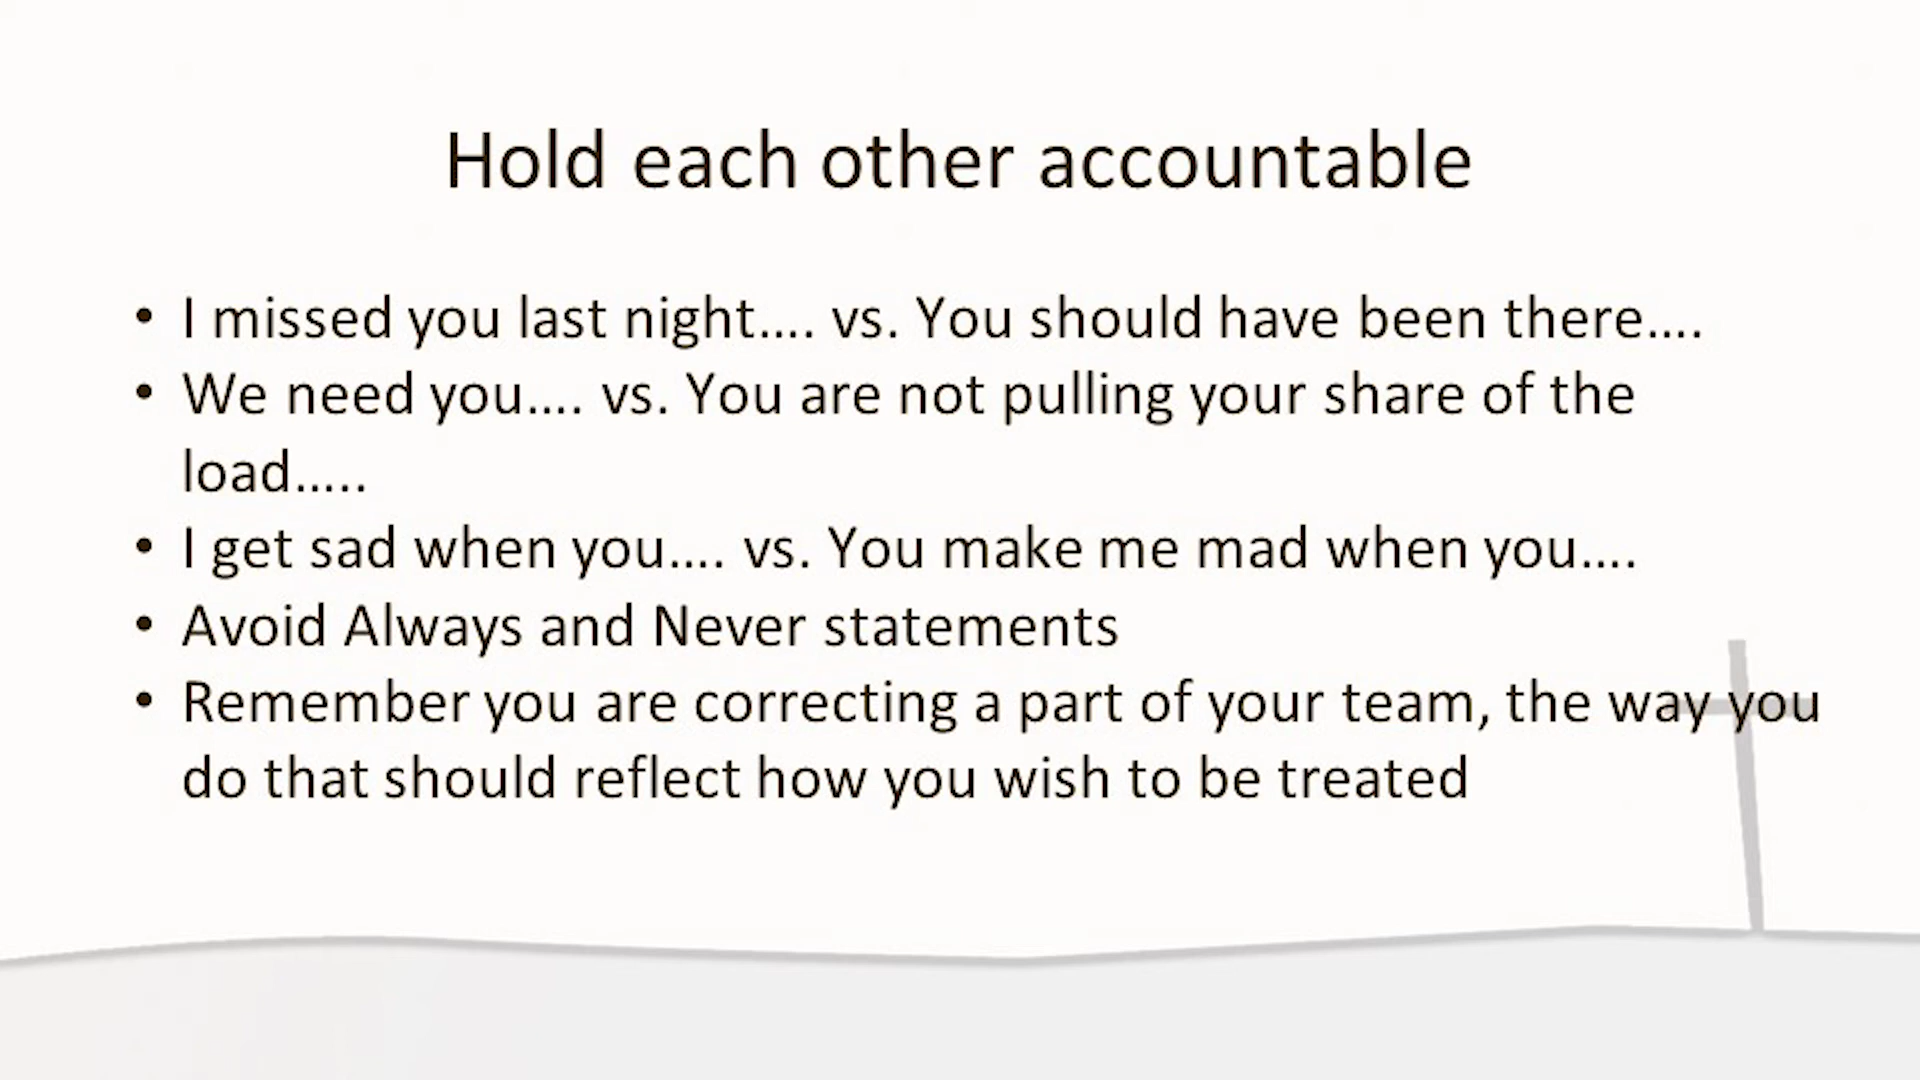 Hold each other accountable
• I missed you last night.... vs. You should have been there....
• We need you.... vs. You are not pulling your share of the
load.....
• I get sad when you.... vs. You make me mad when you....
• Avoid Always and Never statements
• Remember you are correcting a part of your team, the way you
do that should reflect how you wish to be treated